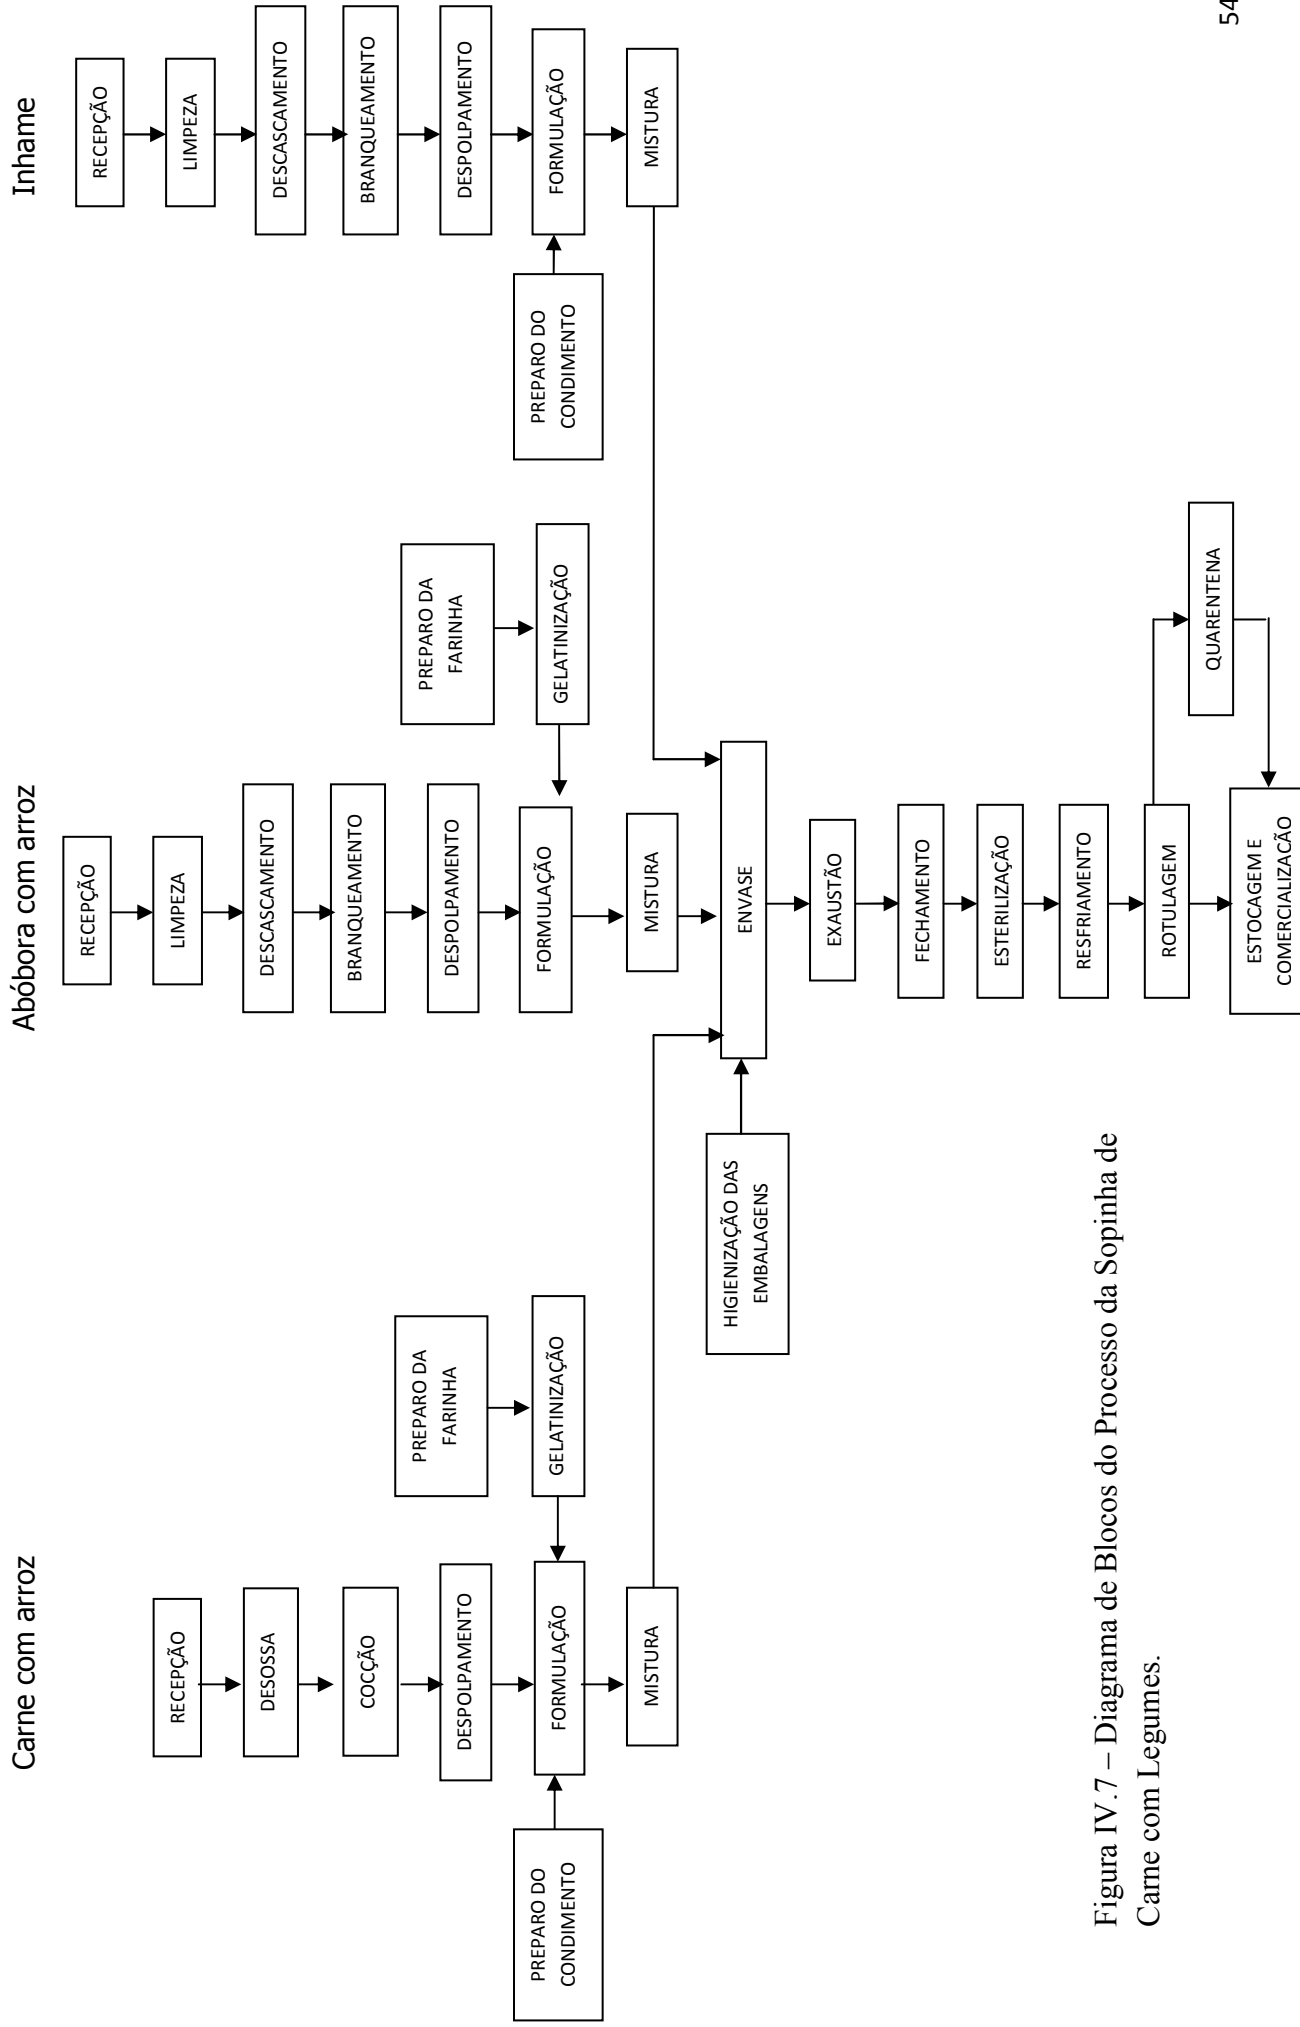 Carne com arroz
RECEPÇÃO
DESOSSA
COCÇÃO
DESPOLPAMENTO
PREPARO DO
CONDIMENTO
FORMULAÇÃO
PREPARO DA
FARINHA
GELATINIZAÇÃO
MISTURA
Abóbora com arroz
RECEPÇÃO
LIMPEZA
DESCASCAMENTO
BRANQUEAMENTO
DESPOLPAMENTO
FORMULAÇÃO
PREPARO DA
FARINHA
GELATINIZAÇÃO
MISTURA
Inhame
RECEPÇÃO
LIMPEZA
DESCASCAMENTO
BRANQUEAMENTO
DESPOLPAMENTO
PREPARO DO
CONDIMENTO
FORMULAÇÃO
MISTURA
HIGIENIZAÇÃO DAS
EMBALAGENS
ENVASE
EXAUSTÃO
FECHAMENTO
ESTERILIZAÇÃO
RESFRIAMENTO
ROTULAGEM
QUARENTENA
ESTOCAGEM E
COMERCIALIZACÃO
Figura IV.7 – Diagrama de Blocos do Processo da Sopinha de
Carne com Legumes.
54